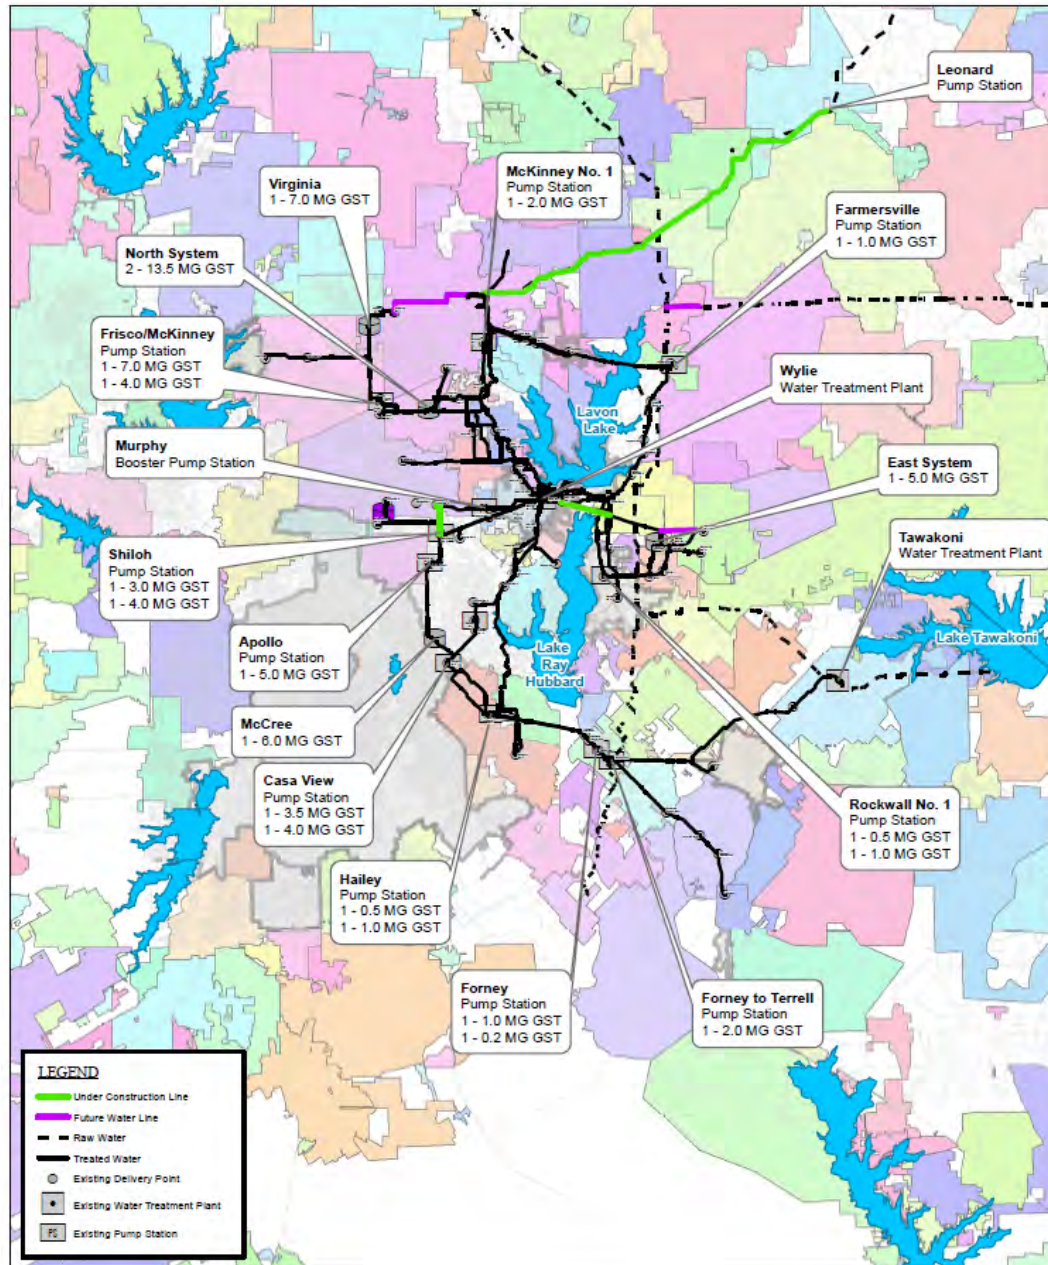 Leonard
Pump Station
McKinney No. 1
Pump Station
1 - 2.0 MG GST
Virginia
1 - 7.0 MG GST
Farmersville
Pump Station
1 - 1.0 MG GST
North System
2 - 13.5 MG GST
Frisco/McKinney
Pump Station
1 - 7.0 MG GST
1 - 4.0 MG GST
Wylie
Water Treatment Plant
Lavon
Lake
Murphy
Booster Pump Station
East System
1 - 5.0 MG GST
Tawakoni
Water Treatment Plant
Shiloh
Pump Station
1 - 3.0 MG GST
1 - 4.0 MG GST
Apollo
Pump Station
1 - 5.0 MG GST
Lake
Ray
Hubbard
Lake Tawakoni
McCree
1 - 6.0 MG GST
Casa View
Pump Station
1 - 3.5 MG GST
1 - 4.0 MG GST
Rockwall No. 1
Pump Station
1 - 0.5 MG GST
1 - 1.0 MG GST
Hailey
Pump Station
1 - 0.5 MG GST
1 - 1.0 MG GST
Forney
Pump Station
1 - 1.0 MG GST
1 - 0.2 MG GST
Forney to Terrell
Pump Station
1 - 2.0 MG GST
LEGEND
Under Construction Line
Future Water Line
Raw Water
Treated Water
Existing Delivery Point
Existing Water Treatment Plant
PS Existing Pump Station